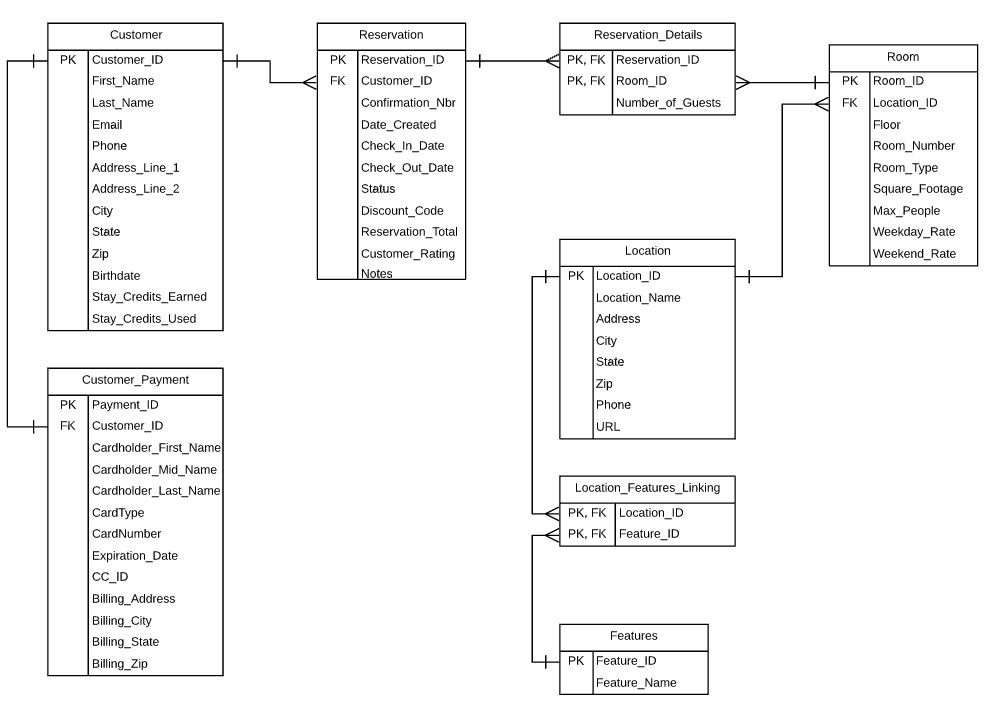 Customer
PK Customer_ID
First_Name
Last_Name
Email
Phone
Address_Line_1
Address_Line_2
City
State
Zip
Birthdate
Stay_Credits_Earned
Stay_Credits_Used
Reservation
PK Reservation_ID
FK Customer_ID
Confirmation_Nbr
Date_Created
Check_In_Date
Check_Out_Date
Status
Discount_Code
Reservation_Total
Customer_Rating
Notes
Reservation_Details
PK, FK Reservation_ID
PK, FK Room_ID
Number_of_Guests
Room
PK Room_ID
FK Location_ID
Floor
Room_Number
Room_Type
Square_Footage
Max_People
Weekday_Rate
Weekend_Rate
Location
PK Location_ID
Location_Name
Address
City
State
Zip
Phone
URL
Customer_Payment
PK Payment_ID
FK Customer_ID
Cardholder_First_Name
Cardholder_Mid_Name
Cardholder_Last_Name
CardType
CardNumber
Expiration_Date
CC_ID
Billing_Address
Billing_City
Billing_State
Billing_Zip
Location_Features_Linking
PK, FK Location_ID
PK, FK Feature_ID
Features
PK Feature_ID
Feature_Name